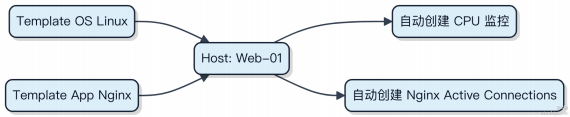 Template OS Linux
自动创建 CPU 监控
Host: Web-01
Template App Nginx
自动创建 Nginx Active Connections